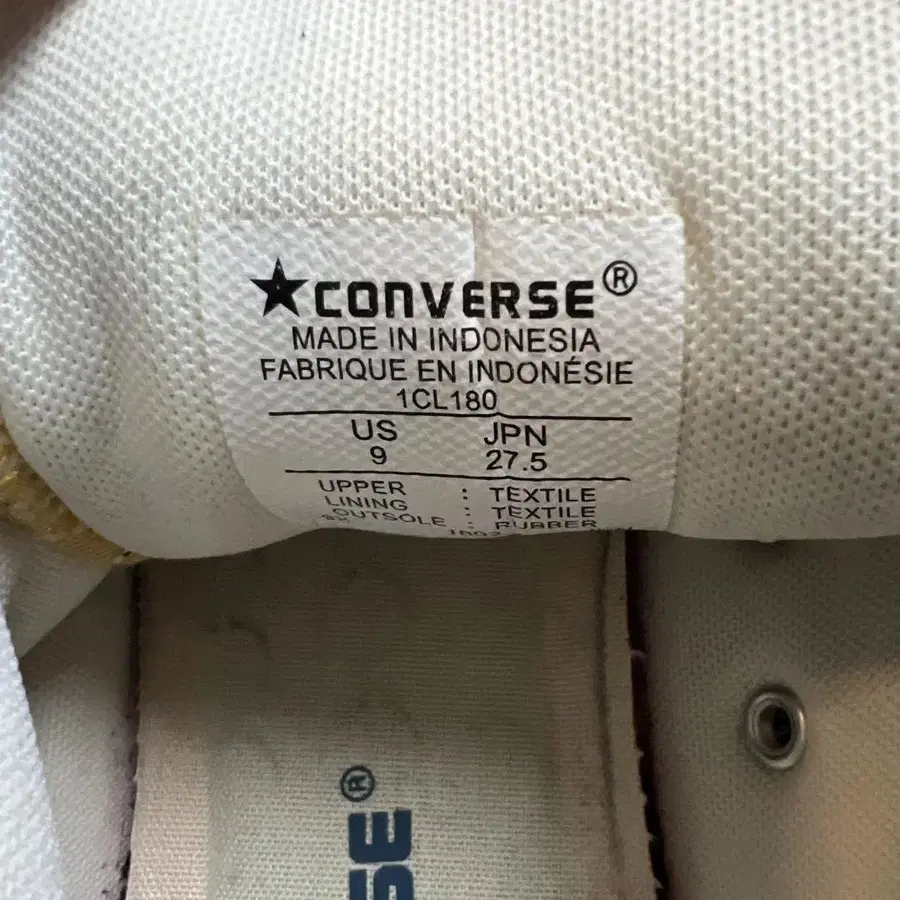 ★CONVERSE®
MADE IN INDONESIA
FABRIQUE EN INDONÉSIE
1CL180
US JPN
9 27.5
UPPER : TEXTILE
LINING : TEXTILE
OUTSOLE : RUBBER
SE®